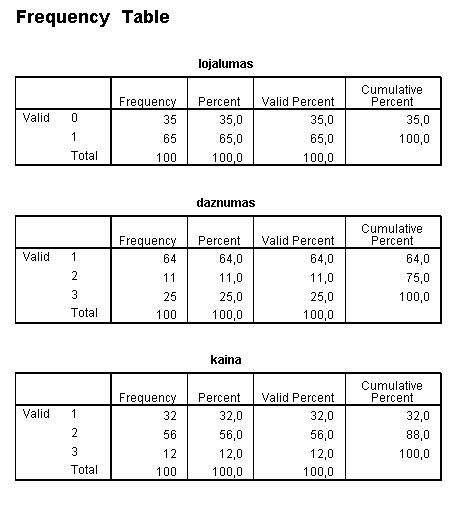 Frequency Table
lojalumas
Frequency Percent Valid Percent Cumulative Percent
Valid 0 35 35,0 35,0 35,0
1 65 65,0 65,0 100,0
Total 100 100,0 100,0
daznumas
Frequency Percent Valid Percent Cumulative Percent
Valid 1 64 64,0 64,0 64,0
2 11 11,0 11,0 75,0
3 25 25,0 25,0 100,0
Total 100 100,0 100,0
kaina
Frequency Percent Valid Percent Cumulative Percent
Valid 1 32 32,0 32,0 32,0
2 56 56,0 56,0 88,0
3 12 12,0 12,0 100,0
Total 100 100,0 100,0